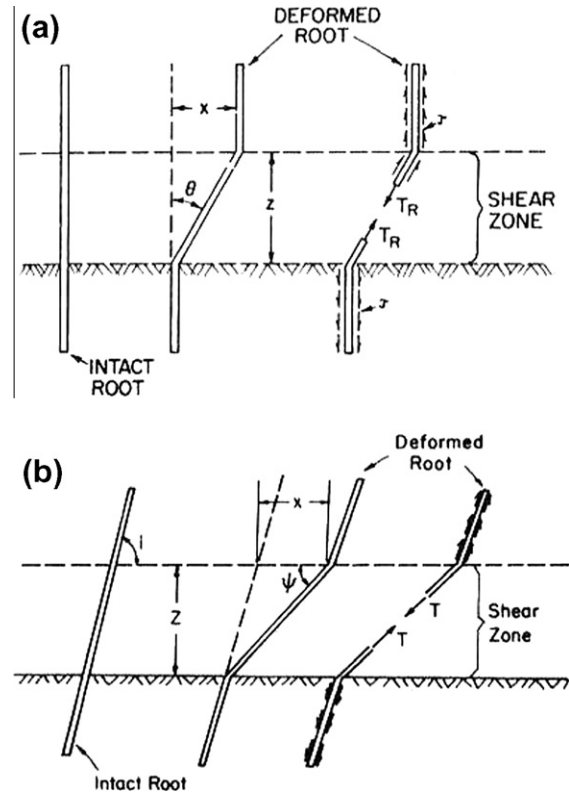 (a)
DEFORMED
ROOT
x
θ
z
T_R
T_R
τ
τ
SHEAR
ZONE
INTACT
ROOT
(b)
Deformed
Root
x
i
ψ
Z
T
T
Shear
Zone
Intact Root